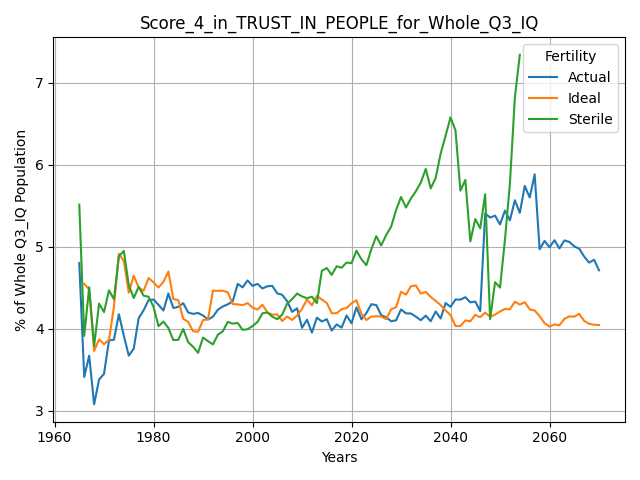 Score_4_in_TRUST_IN_PEOPLE_for_Whole_Q3_IQ
Fertility
Actual
Ideal
Sterile
% of Whole Q3_IQ Population
7
6
5
4
3
1960 1980 2000 2020 2040 2060
Years